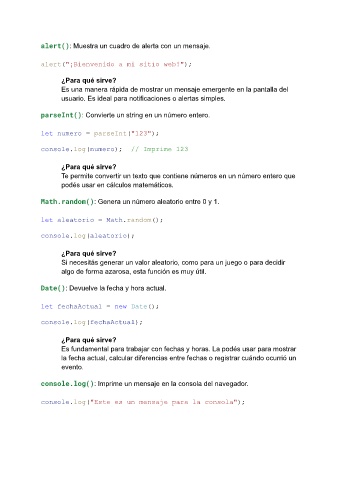 alert(): Muestra un cuadro de alerta con un mensaje.
alert("¡Bienvenido a mi sitio web!");
¿Para qué sirve?
Es una manera rápida de mostrar un mensaje emergente en la pantalla del
usuario. Es ideal para notificaciones o alertas simples.
parseInt(): Convierte un string en un número entero.
let numero = parseInt("123");
console.log(numero); // Imprime 123
¿Para qué sirve?
Te permite convertir un texto que contiene números en un número entero que
podés usar en cálculos matemáticos.
Math.random(): Genera un número aleatorio entre 0 y 1.
let aleatorio = Math.random();
console.log(aleatorio);
¿Para qué sirve?
Si necesitás generar un valor aleatorio, como para un juego o para decidir
algo de forma azarosa, esta función es muy útil.
Date(): Devuelve la fecha y hora actual.
let fechaActual = new Date();
console.log(fechaActual);
¿Para qué sirve?
Es fundamental para trabajar con fechas y horas. La podés usar para mostrar
la fecha actual, calcular diferencias entre fechas o registrar cuándo ocurrió un
evento.
console.log(): Imprime un mensaje en la consola del navegador.
console.log("Este es un mensaje para la consola");